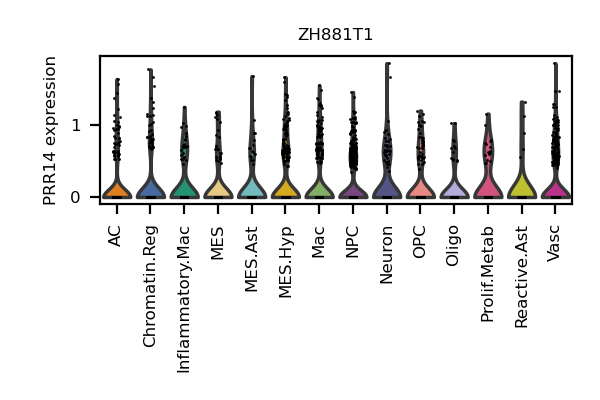 ZH881T1
PRR14 expression
1
0
AC
Chromatin.Reg
Inflammatory.Mac
MES
MES.Ast
MES.Hyp
Mac
NPC
Neuron
OPC
Oligo
Prolif.Metab
Reactive.Ast
Vasc